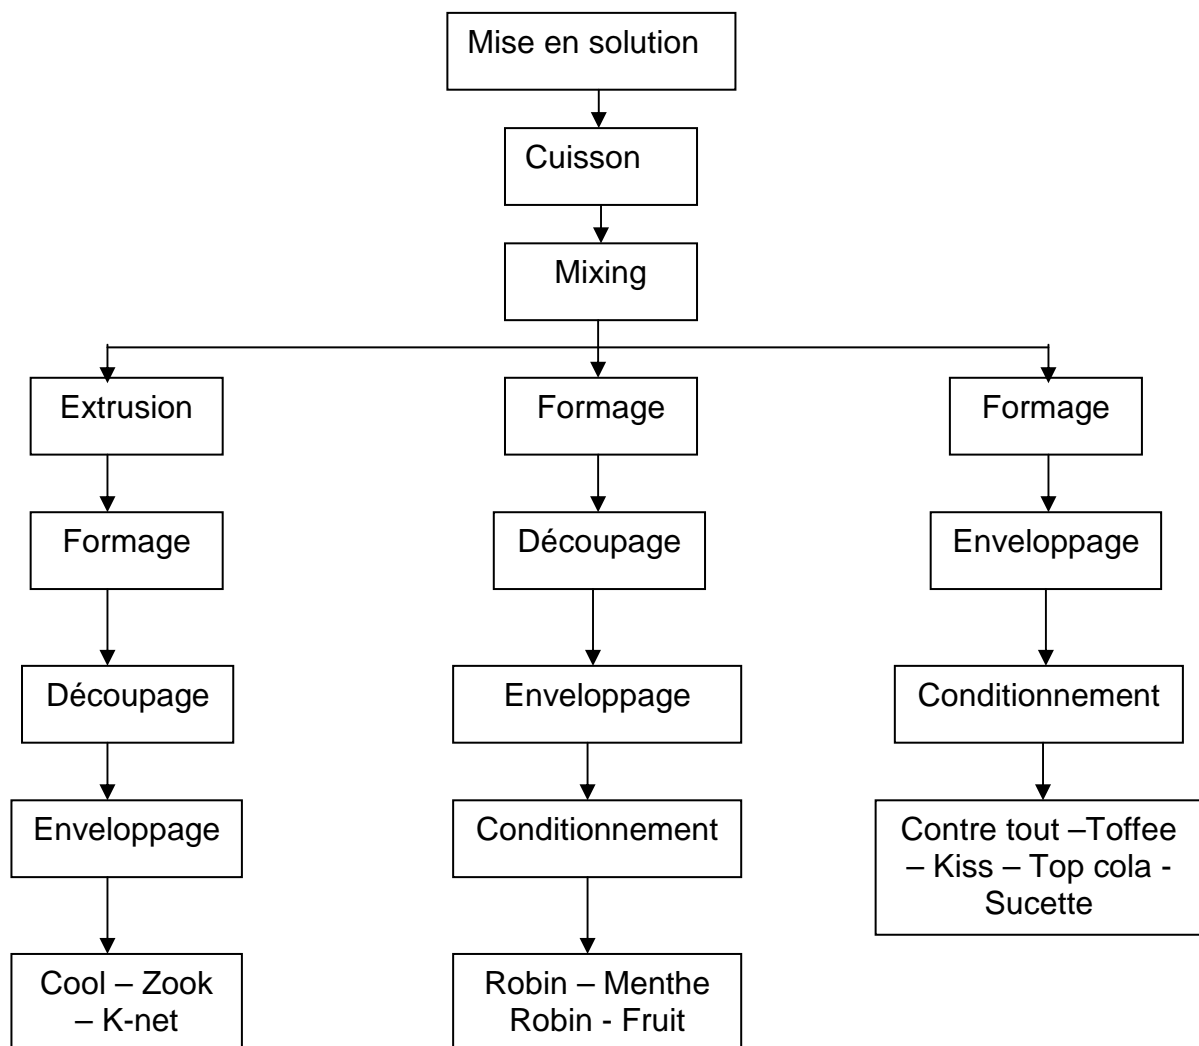 Mise en solution
Cuisson
Mixing
Extrusion
Formage
Formage
Formage
Découpage
Enveloppage
Découpage
Enveloppage
Conditionnement
Enveloppage
Conditionnement
Contre tout –Toffee
– Kiss – Top cola -
Sucette
Cool – Zook
– K-net
Robin – Menthe
Robin - Fruit